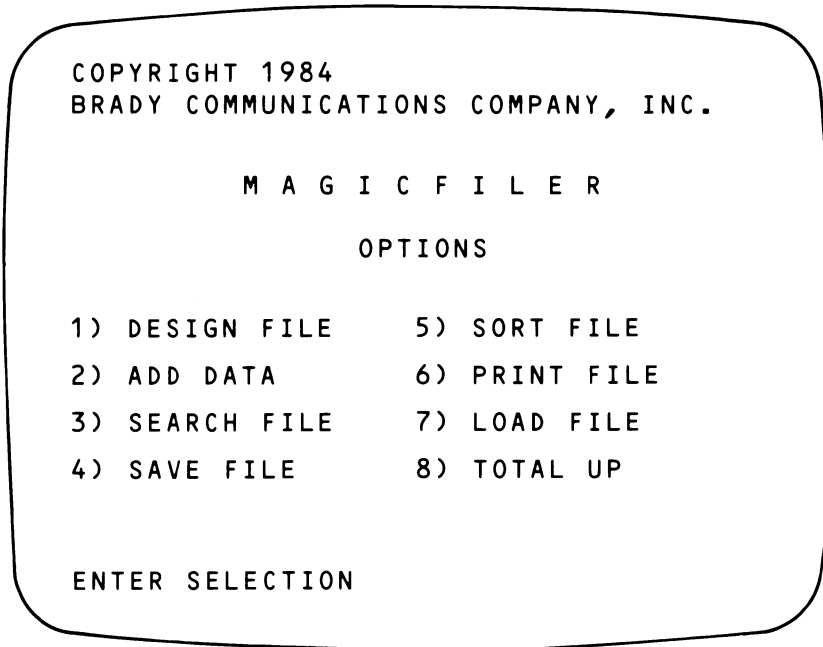 COPYRIGHT 1984
BRADY COMMUNICATIONS COMPANY, INC.
M A G I C F I L E R
OPTIONS
1) DESIGN FILE 5) SORT FILE
2) ADD DATA 6) PRINT FILE
3) SEARCH FILE 7) LOAD FILE
4) SAVE FILE 8) TOTAL UP
ENTER SELECTION